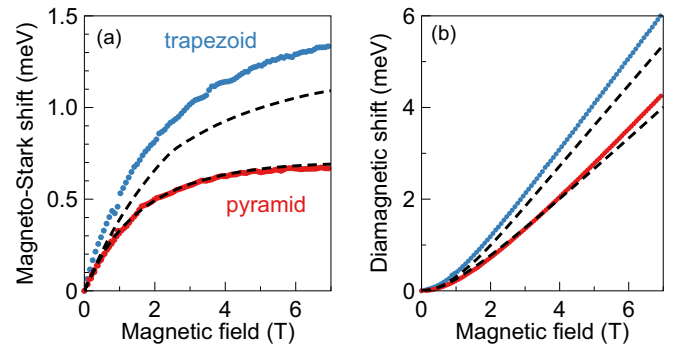 (a)
trapezoid
pyramid
Magneto-Stark shift (meV)
1.5
1.0
0.5
0
0
2
4
6
Magnetic field (T)
(b)
Diamagnetic shift (meV)
6
4
2
0
0
2
4
6
Magnetic field (T)